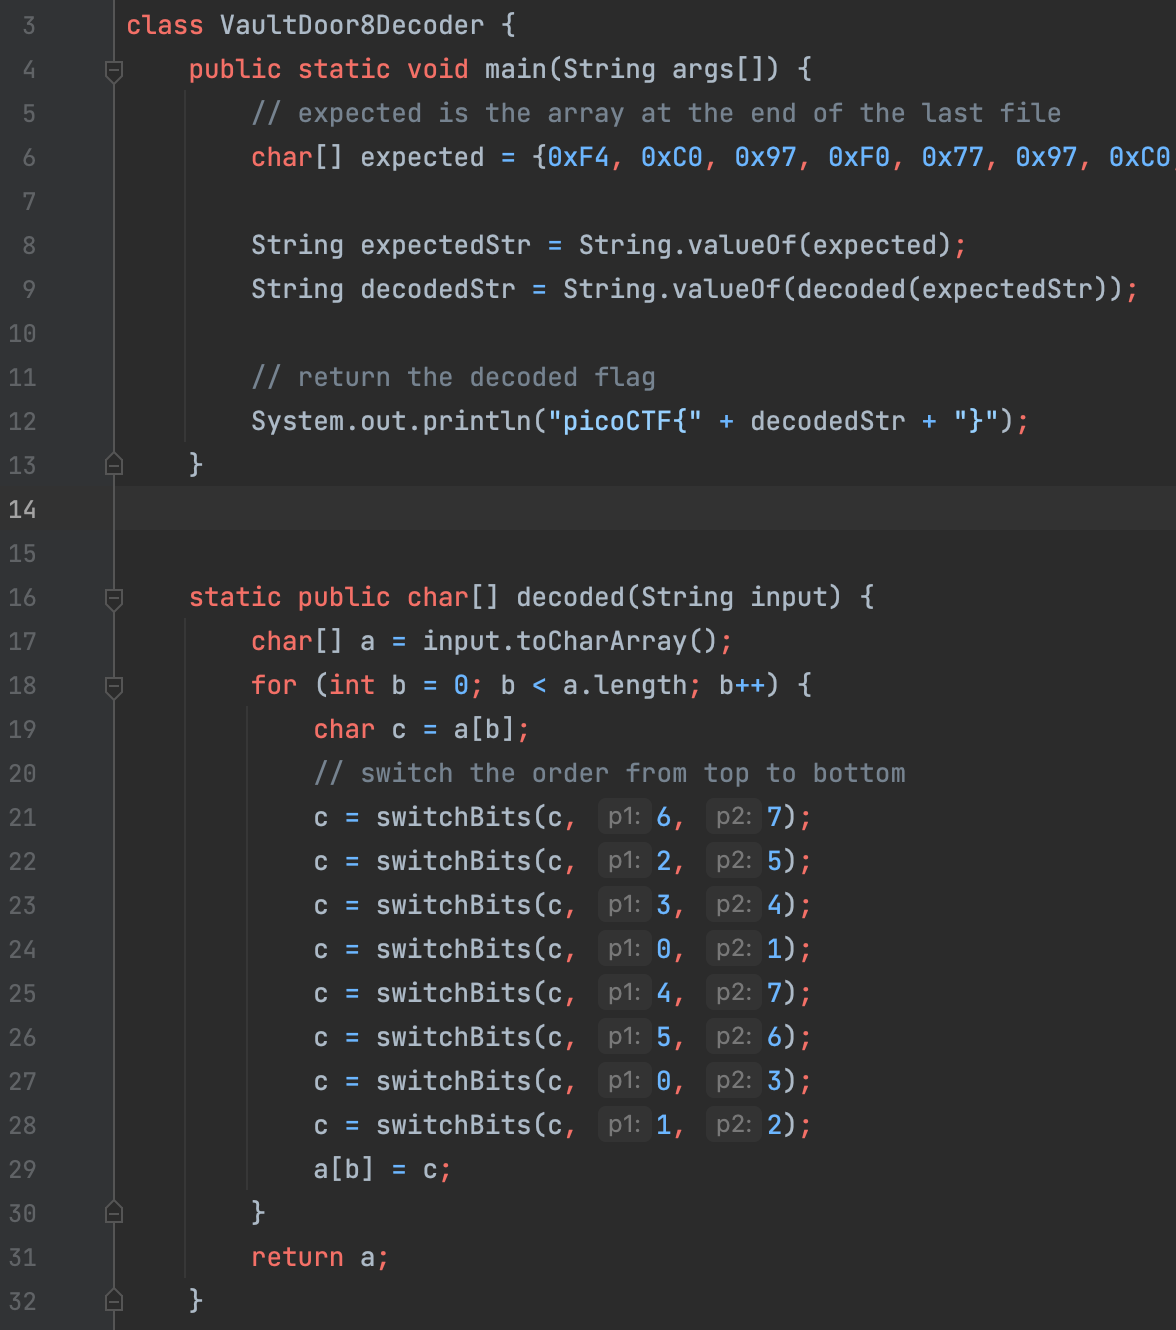 3 class VaultDoor8Decoder {
4 public static void main(String args[]) {
5 // expected is the array at the end of the last file
6 char[] expected = {0xF4, 0xC0, 0x97, 0xF0, 0x77, 0x97, 0xC0,
7
8 String expectedStr = String.valueOf(expected);
9 String decodedStr = String.valueOf(decoded(expectedStr));
10
11 // return the decoded flag
12 System.out.println("picoCTF{" + decodedStr + "}");
13 }
14
15
16 static public char[] decoded(String input) {
17 char[] a = input.toCharArray();
18 for (int b = 0; b < a.length; b++) {
19 char c = a[b];
20 // switch the order from top to bottom
21 c = switchBits(c, p1: 6, p2: 7);
22 c = switchBits(c, p1: 2, p2: 5);
23 c = switchBits(c, p1: 3, p2: 4);
24 c = switchBits(c, p1: 0, p2: 1);
25 c = switchBits(c, p1: 4, p2: 7);
26 c = switchBits(c, p1: 5, p2: 6);
27 c = switchBits(c, p1: 0, p2: 3);
28 c = switchBits(c, p1: 1, p2: 2);
29 a[b] = c;
30 }
31 return a;
32 }